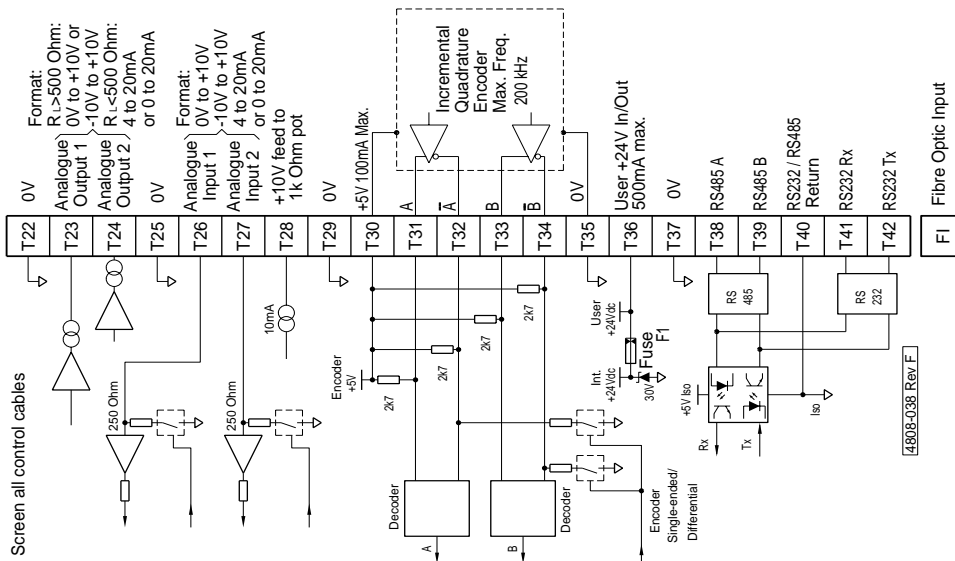 Screen all control cables
Format:
RL>500 Ohm:
0V to +10V or
-10V to +10V
RL<500 Ohm:
4 to 20mA
or 0 to 20mA
Format:
0V to +10V
-10V to +10V
4 to 20mA
or 0 to 20mA
0V
Analogue
Output 1
Analogue
Output 2
0V
Analogue
Input 1
Analogue
Input 2
+10V feed to
1k Ohm pot
0V
+5V 100mA Max.
A
A̅
B
B̅
0V
Incremental
Quadrature
Encoder
Max. Freq.
200 kHz
User +24V In/Out
500mA max.
0V
RS485 A
RS485 B
RS232 / RS485
Return
RS232 Rx
RS232 Tx
Fibre Optic Input
T22
T23
T24
T25
T26
T27
T28
T29
T30
T31
T32
T33
T34
T35
T36
T37
T38
T39
T40
T41
T42
FI
250 Ohm
250 Ohm
10mA
Encoder
+5V
2k7
2k7
2k7
2k7
User
+24Vdc
Int.
+24Vdc
Fuse
F1
30V
RS
485
RS
232
+5V Iso
Iso
Rx
Tx
Decoder
A
Decoder
B
Encoder
Single-ended/
Differential
4808-038 Rev F